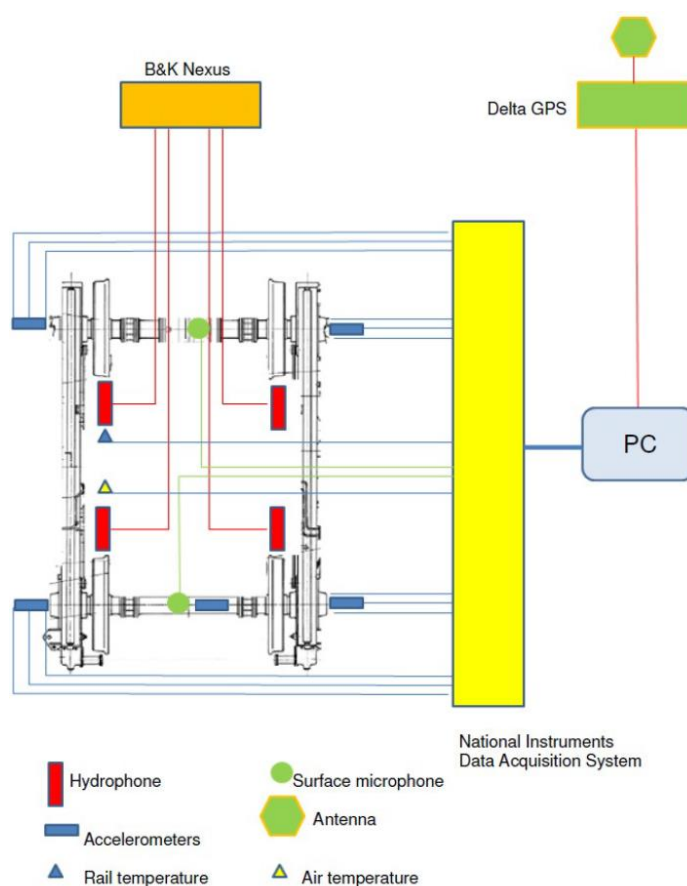 B&K Nexus
Delta GPS
PC
National Instruments
Data Acquisition System
Hydrophone
Surface microphone
Accelerometers
Antenna
Rail temperature
Air temperature